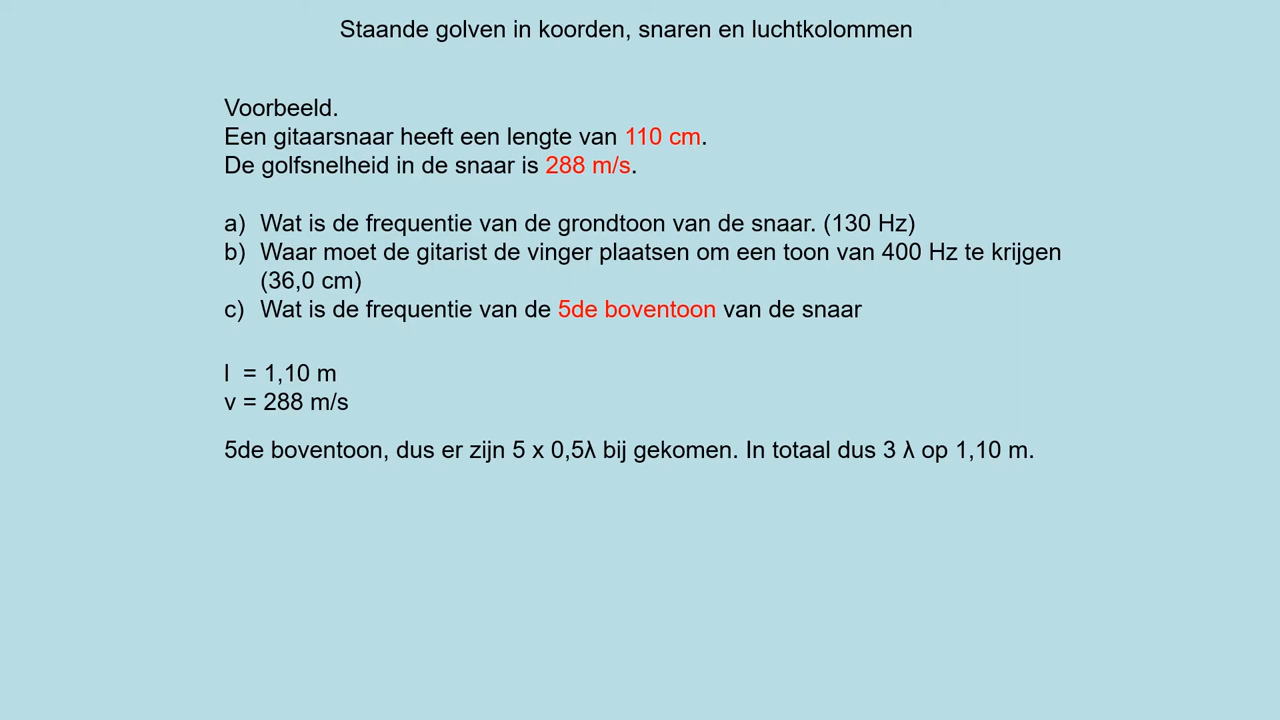 Staande golven in koorden, snaren en luchtkolommen
Voorbeeld.
Een gitaarsnaar heeft een lengte van 110 cm.
De golfsnelheid in de snaar is 288 m/s.
a) Wat is de frequentie van de grondtoon van de snaar. (130 Hz)
b) Waar moet de gitarist de vinger plaatsen om een toon van 400 Hz te krijgen
(36,0 cm)
c) Wat is de frequentie van de 5de boventoon van de snaar
l = 1,10 m
v = 288 m/s
5de boventoon, dus er zijn 5 x 0,5λ bij gekomen. In totaal dus 3 λ op 1,10 m.